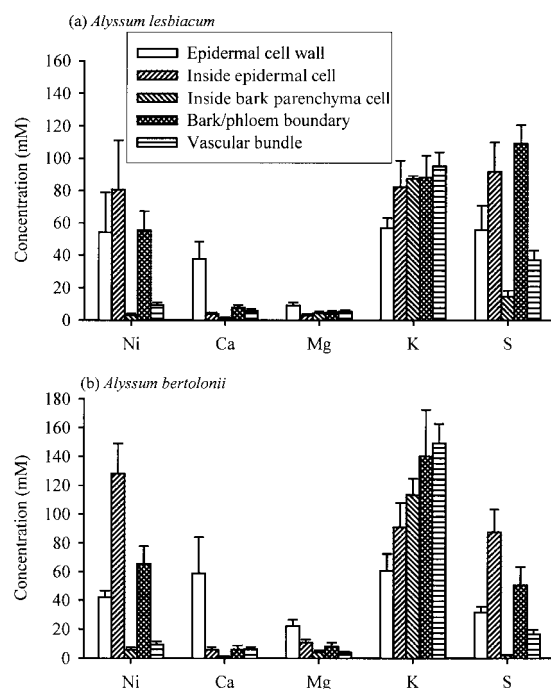 (a) Alyssum lesbiacum
Epidermal cell wall
Inside epidermal cell
Inside bark parenchyma cell
Bark/phloem boundary
Vascular bundle
Concentration (mM)
160
140
120
100
80
60
40
20
0
Ni Ca Mg K S
(b) Alyssum bertolonii
Concentration (mM)
180
160
140
120
100
80
60
40
20
0
Ni Ca Mg K S